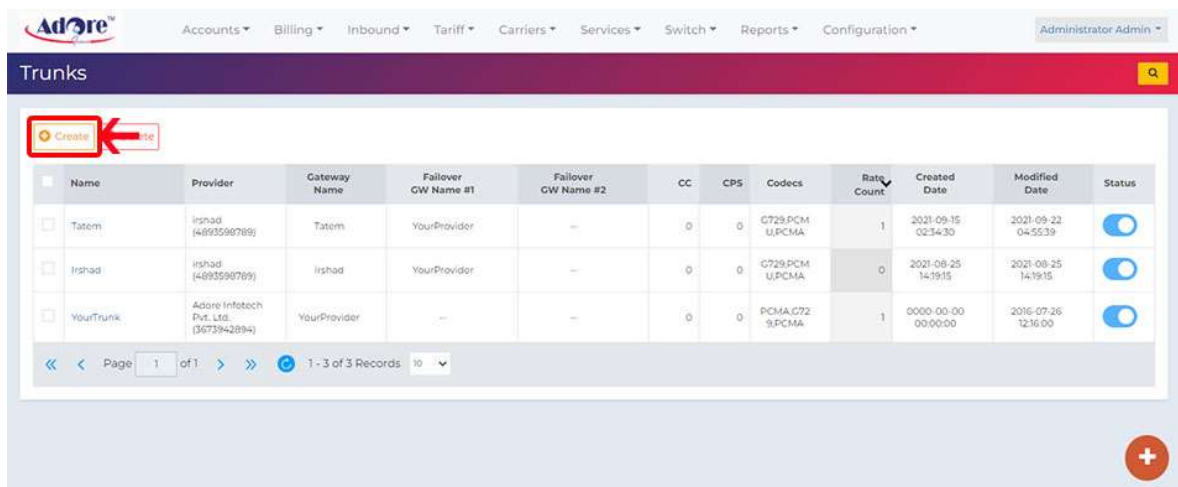 Adore™
Accounts Billing Inbound Tariff Carriers Services Switch Reports Configuration Administrator Admin
Trunks
Create
Name Provider Gateway Name Failover GW Name #1 Failover GW Name #2 CC CPS Codecs Rate Count Created Date Modified Date Status
Tatem irshad (4893598789) Tatem YourProvider -- 0 0 G729,PCMU,PCMA 1 2021-09-15 02:34:30 2021-09-22 04:55:39
Irshad irshad (4893598789) Irshad YourProvider -- 0 0 G729,PCMU,PCMA 0 2021-08-25 14:19:15 2021-08-25 14:19:15
YourTrunk Adore Infotech Pvt. Ltd. (3673942894) YourProvider -- -- 0 0 PCMA,G729,PCMA 1 0000-00-00 00:00:00 2016-07-26 12:16:00
Page 1 of 1 1 - 3 of 3 Records 10